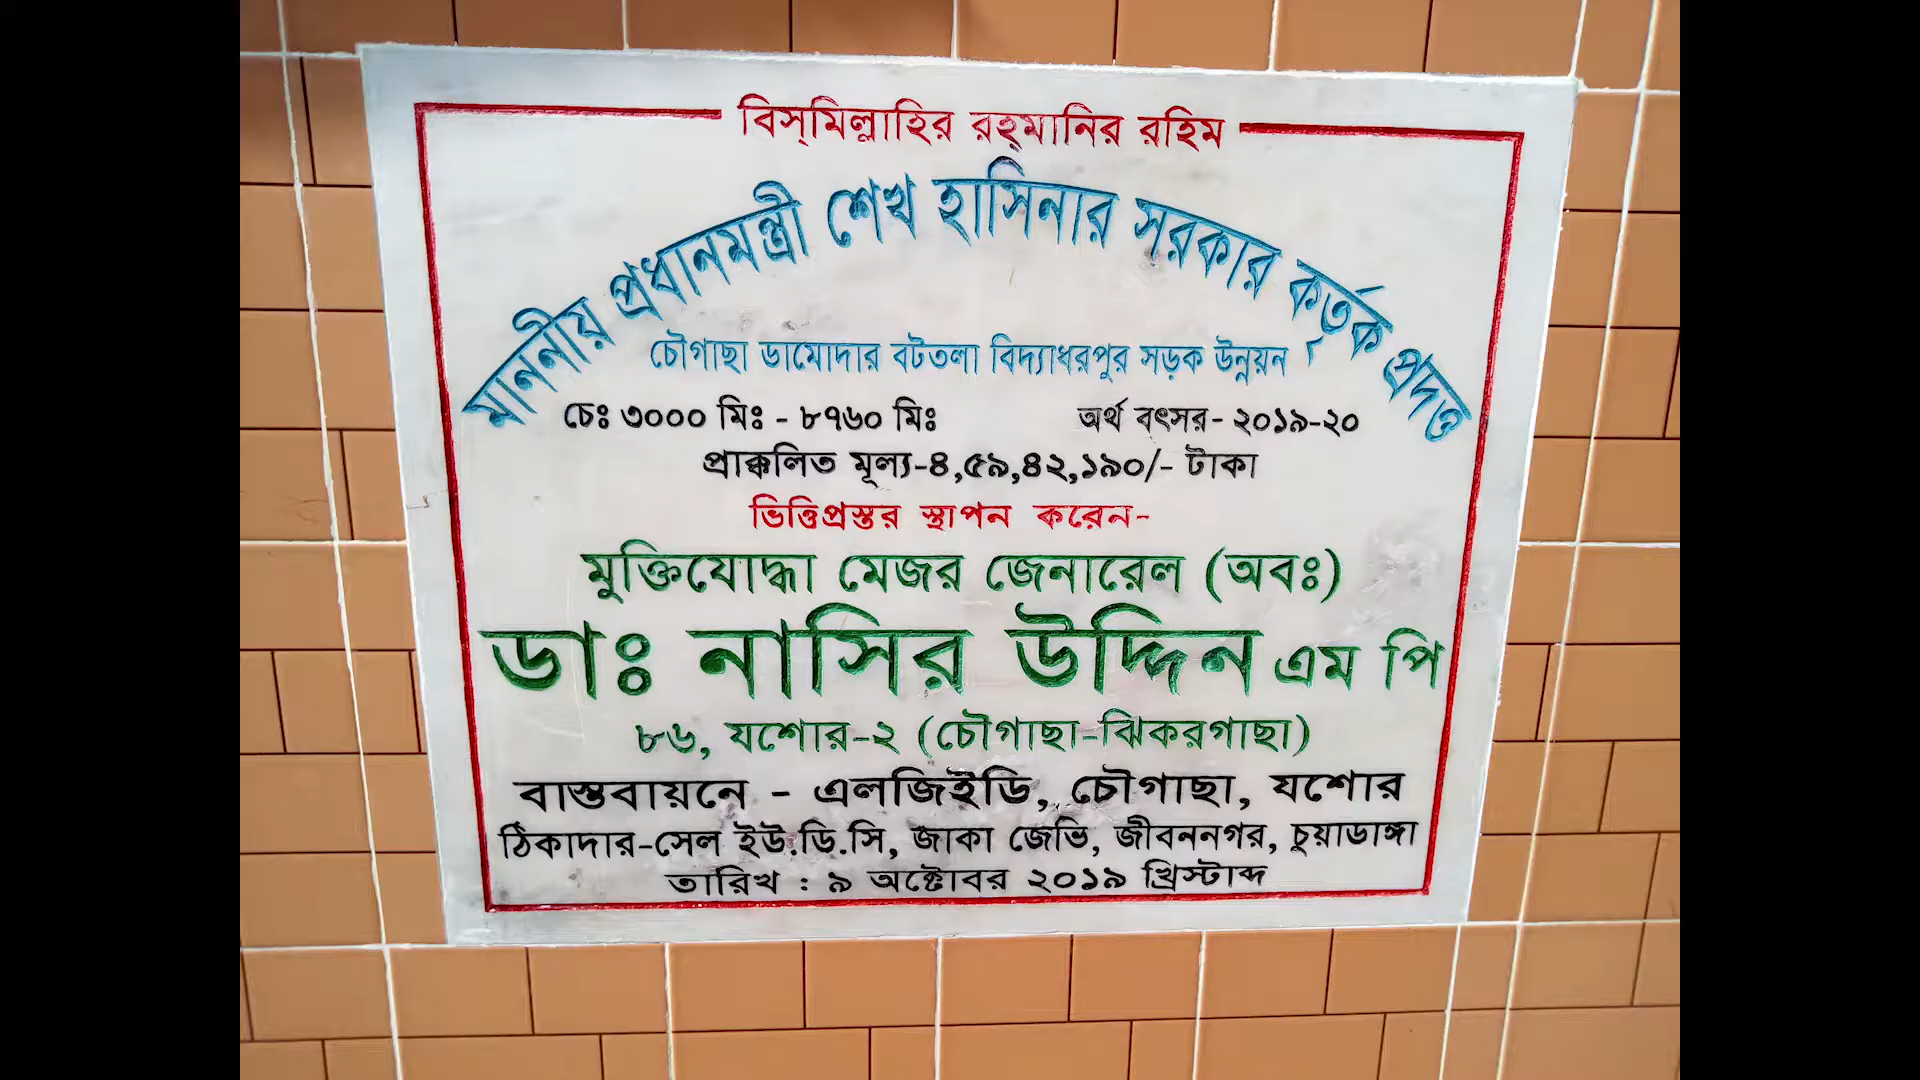 বিস্‌মিল্লাহির রহ্‌মানির রহিম
মাননীয় প্রধানমন্ত্রী শেখ হাসিনার সরকার কর্তৃক প্রদত্ত
চৌগাছা ডামোদার বটতলা বিদ্যাধরপুর সড়ক উন্নয়ন
চেঃ ৩০০০ মিঃ - ৮৭৬০ মিঃ অর্থ বৎসর- ২০১৯-২০
প্রাক্কলিত মূল্য-৪,৫৯,৪২,১৯০/- টাকা
ভিত্তিপ্রস্তর স্থাপন করেন-
মুক্তিযোদ্ধা মেজর জেনারেল (অবঃ)
ডাঃ নাসির উদ্দিন এম পি
৮৬, যশোর-২ (চৌগাছা-ঝিকরগাছা)
বাস্তবায়নে - এলজিইডি, চৌগাছা, যশোর
ঠিকাদার-সেল ইউ.ডি.সি, জাকা জেভি, জীবননগর, চুয়াডাঙ্গা
তারিখ : ৯ অক্টোবর ২০১৯ খ্রিস্টাব্দ